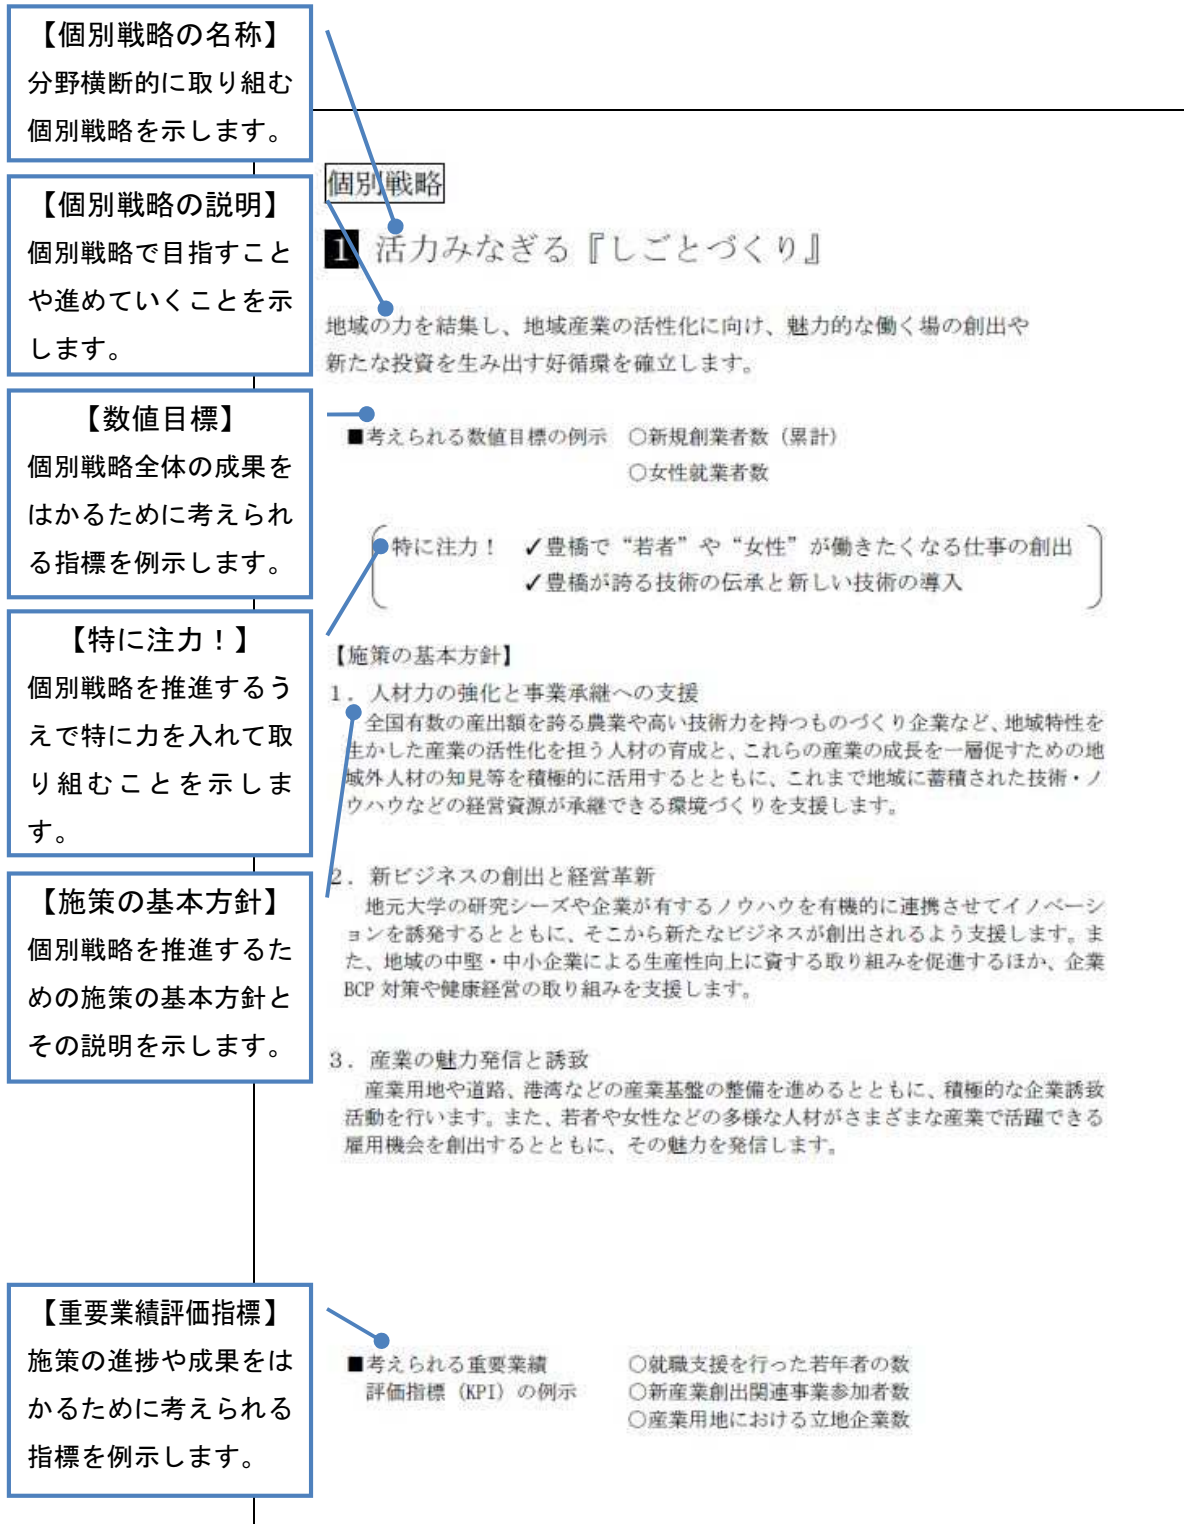 【個別戦略の名称】
分野横断的に取り組む
個別戦略を示します。
【個別戦略の説明】
個別戦略で目指すこと
や進めていくことを示
します。
【数値目標】
個別戦略全体の成果を
はかるために考えられ
る指標を例示します。
【特に注力！】
個別戦略を推進するう
えで特に力を入れて取
り組むことを示しま
す。
【施策の基本方針】
個別戦略を推進するた
めの施策の基本方針と
その説明を示します。
【重要業績評価指標】
施策の進捗や成果をは
かるために考えられる
指標を例示します。
個別戦略
1 活力みなぎる『しごとづくり』
地域の力を結集し、地域産業の活性化に向け、魅力的な働く場の創出や
新たな投資を生み出す好循環を確立します。
■考えられる数値目標の例示 ○新規創業者数（累計）
○女性就業者数
特に注力！ ✓豊橋で“若者”や“女性”が働きたくなる仕事の創出
✓豊橋が誇る技術の伝承と新しい技術の導入
【施策の基本方針】
１．人材力の強化と事業承継への支援
全国有数の産出額を誇る農業や高い技術力を持つものづくり企業など、地域特性を
生かした産業の活性化を担う人材の育成と、これらの産業の成長を一層促すための地
域外人材の知見等を積極的に活用するとともに、これまで地域に蓄積された技術・ノ
ウハウなどの経営資源が承継できる環境づくりを支援します。
２．新ビジネスの創出と経営革新
地元大学の研究シーズや企業が有するノウハウを有機的に連携させてイノベーシ
ョンを誘発するとともに、そこから新たなビジネスが創出されるよう支援します。ま
た、地域の中堅・中小企業による生産性向上に資する取り組みを促進するほか、企業
BCP 対策や健康経営の取り組みを支援します。
３．産業の魅力発信と誘致
産業用地や道路、港湾などの産業基盤の整備を進めるとともに、積極的な企業誘致
活動を行います。また、若者や女性などの多様な人材がさまざまな産業で活躍できる
雇用機会を創出するとともに、その魅力を発信します。
■考えられる重要業績 ○就職支援を行った若年者の数
評価指標（KPI）の例示 ○新産業創出関連事業参加者数
○産業用地における立地企業数